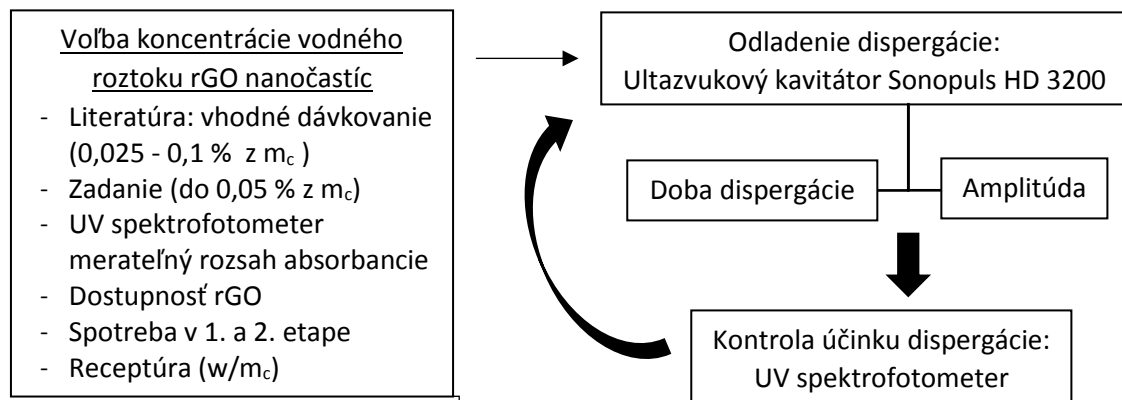 Voľba koncentrácie vodného
roztoku rGO nanočastíc
- Literatúra: vhodné dávkovanie
(0,025 - 0,1 % z mc )
- Zadanie (do 0,05 % z mc)
- UV spektrofotometer
merateľný rozsah absorbancie
- Dostupnosť rGO
- Spotreba v 1. a 2. etape
- Receptúra (w/mc)
Odladenie dispergácie:
Ultazvukový kavitátor Sonopuls HD 3200
Doba dispergácie
Amplitúda
Kontrola účinku dispergácie:
UV spektrofotometer